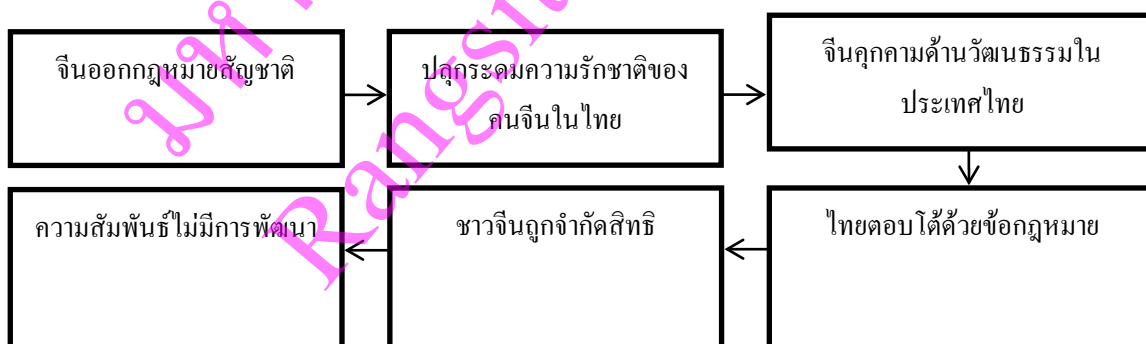 จีนออกกฎหมายสัญชาติ
ปลุกระดมความรักชาติของ
คนจีนในไทย
จีนคุกคามด้านวัฒนธรรมใน
ประเทศไทย
ไทยตอบโต้ด้วยข้อกฎหมาย
ชาวจีนถูกจำกัดสิทธิ
ความสัมพันธ์ไม่มีการพัฒนา